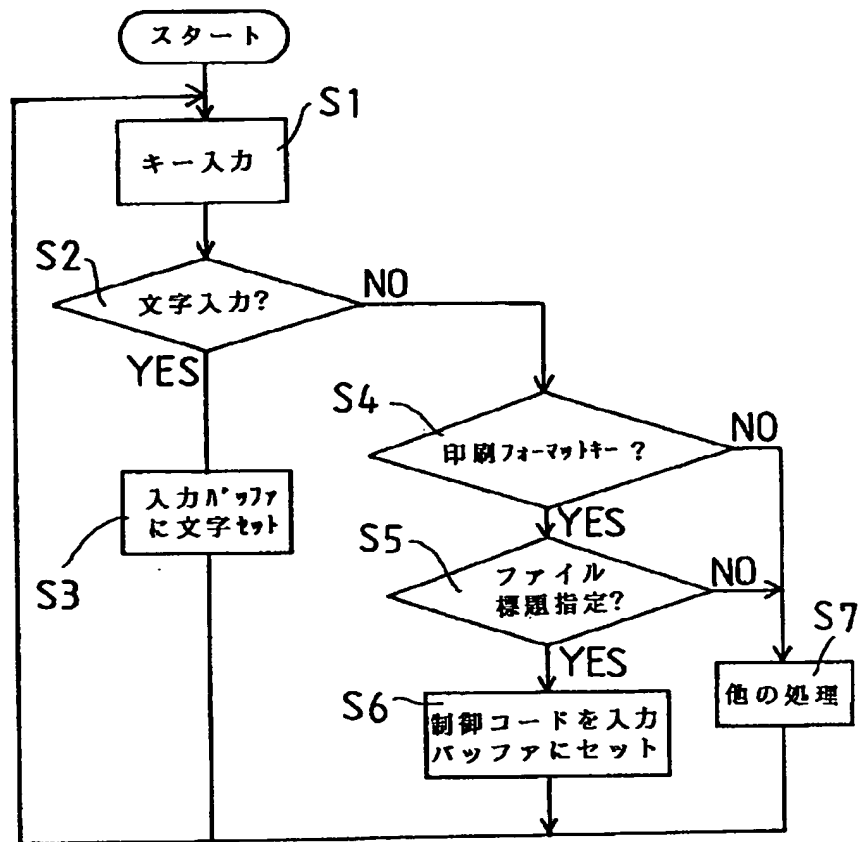 スタート
S1
キー入力
S2
文字入力?
NO
YES
S4
印刷フォーマットキー?
NO
YES
入力バッファ
に文字セット
S3
S5
ファイル
標題指定?
NO
YES
S7
他の処理
S6
制御コードを入力
バッファにセット